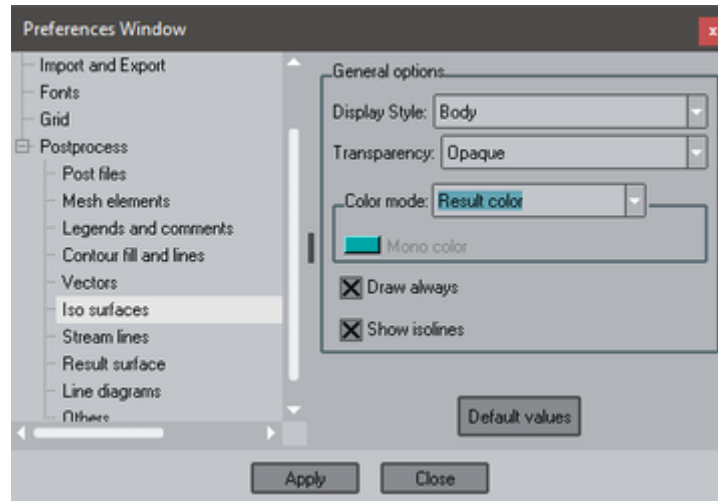 Preferences Window
x
Import and Export
Fonts
Grid
Postprocess
Post files
Mesh elements
Legends and comments
Contour fill and lines
Vectors
Iso surfaces
Stream lines
Result surface
Line diagrams
Others
General options
Display Style: Body
Transparency: Opaque
Color mode: Result color
Mono color
Draw always
Show isolines
Default values
Apply Close